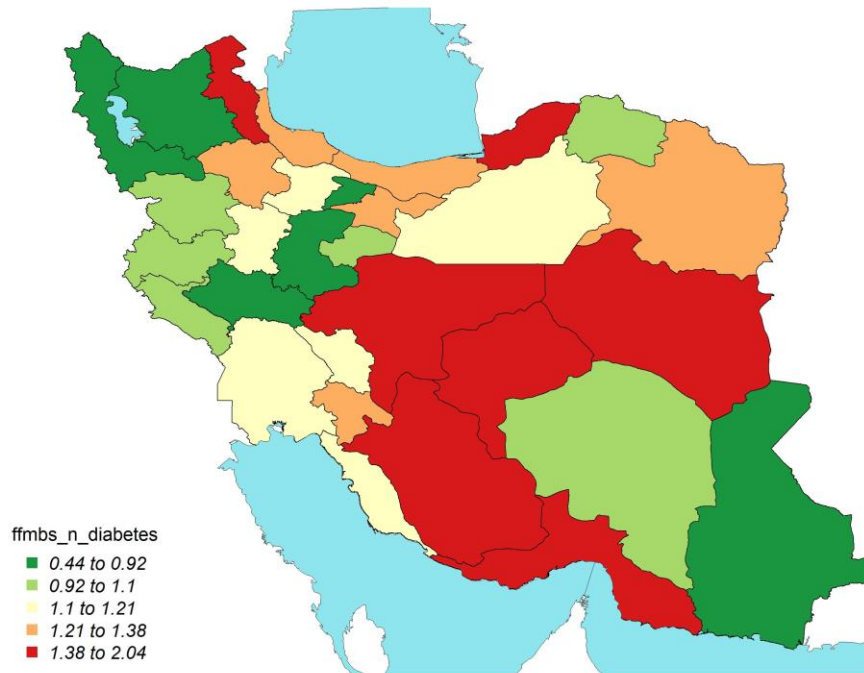 ffmbs_n_diabetes
0.44 to 0.92
0.92 to 1.1
1.1 to 1.21
1.21 to 1.38
1.38 to 2.04